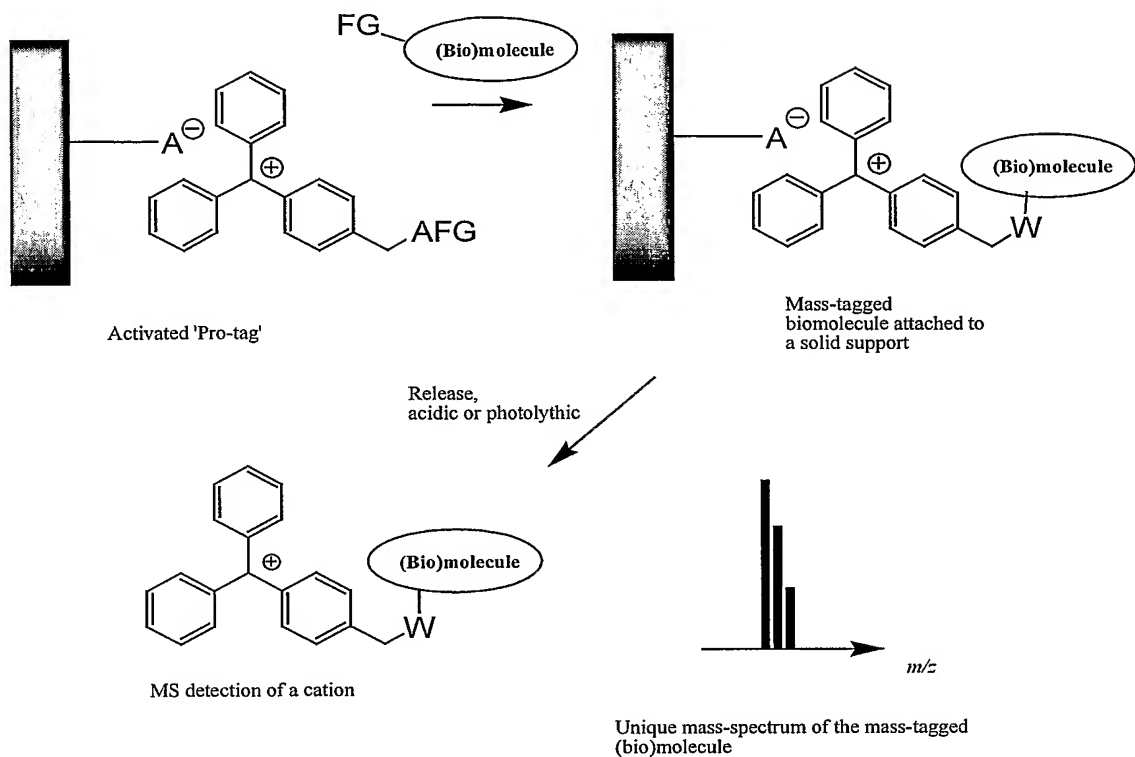 FG
(Bio)molecule
A⊖
⊕
AFG
Activated 'Pro-tag'
A⊖
⊕
(Bio)molecule
W
Mass-tagged
biomolecule attached to
a solid support
Release,
acidic or photolythic
⊕
(Bio)molecule
W
MS detection of a cation
m/z
Unique mass-spectrum of the mass-tagged
(bio)molecule